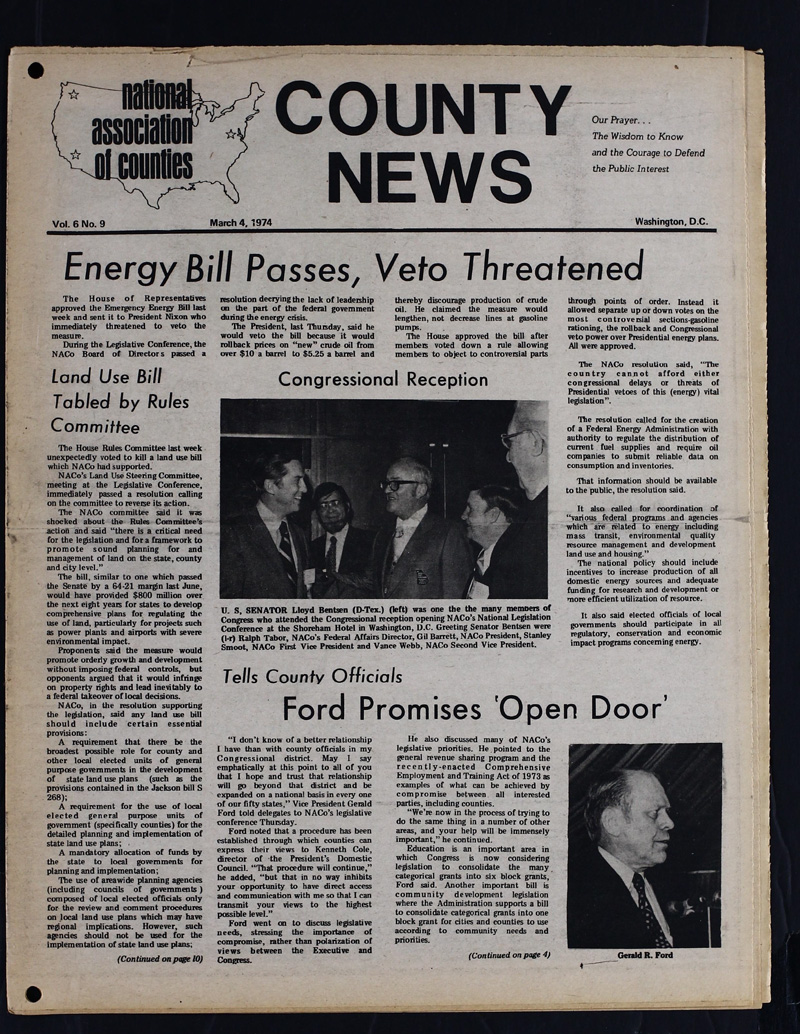 national
association
of counties
COUNTY
NEWS
Our Prayer. . .
The Wisdom to Know
and the Courage to Defend
the Public Interest
Vol. 6 No. 9
March 4, 1974
Washington, D.C.
Energy Bill Passes, Veto Threatened
The House of Representatives
approved the Emergency Energy Bill last
week and sent it to President Nixon who
immediately threatened to veto the
measure.
During the Legislative Conference, the
NACo Board of Directors passed a
resolution decrying the lack of leadership
on the part of the federal government
during the energy crisis.
The President, last Thursday, said he
would veto the bill because it would
rollback prices on "new" crude oil from
over $10 a barrel to $5.25 a barrel and
thereby discourage production of crude
oil. He claimed the measure would
lengthen, not decrease lines at gasoline
pumps.
The House approved the bill after
members voted down a rule allowing
members to object to controversial parts
through points of order. Instead it
allowed separate up or down votes on the
most controversial sections-gasoline
rationing, the rollback and Congressional
veto power over Presidential energy plans.
All were approved.
The NACo resolution said, "The
country cannot afford either
congressional delays or threats of
Presidential vetoes of this (energy) vital
legislation".
The resolution called for the creation
of a Federal Energy Administration with
authority to regulate the distribution of
current fuel supplies and require oil
companies to submit reliable data on
consumption and inventories.
That information should be available
to the public, the resolution said.
It also called for coordination of
"various federal programs and agencies
which are related to energy including
mass transit, environmental quality
resource management and development
land use and housing."
The national policy should include
incentives to increase production of all
domestic energy sources and adequate
funding for research and development or
more efficient utilization of resource.
It also said elected officials of local
governments should participate in all
regulatory, conservation and economic
impact programs concerning energy.
Land Use Bill
Tabled by Rules
Committee
The House Rules Committee last week
unexpectedly voted to kill a land use bill
which NACo had supported.
NACo's Land Use Steering Committee,
meeting at the Legislative Conference,
immediately passed a resolution calling
on the committee to reverse its action.
The NACo committee said it was
shocked about the Rules Committee's
action and said "there is a critical need
for the legislation and for a framework to
promote sound planning for and
management of land on the state, county
and city level."
The bill, similar to one which passed
the Senate by a 64-21 margin last June,
would have provided $800 million over
the next eight years for states to develop
comprehensive plans for regulating the
use of land, particularly for projects such
as power plants and airports with severe
environmental impact.
Proponents said the measure would
promote orderly growth and development
without imposing federal controls, but
opponents argued that it would infringe
on property rights and lead inevitably to
a federal takeover of local decisions.
NACo, in the resolution supporting
the legislation, said any land use bill
should include certain essential
provisions:
A requirement that there be the
broadest possible role for county and
other local elected units of general
purpose governments in the development
of state land use plans (such as the
provisions contained in the Jackson bill S
268);
A requirement for the use of local
elected general purpose units of
government (specifically counties) for the
detailed planning and implementation of
state land use plans;
A mandatory allocation of funds by
the state to local governments for
planning and implementation;
The use of areawide planning agencies
(including councils of governments)
composed of local elected officials only
for the review and comment procedures
on local land use plans which may have
regional implications. However, such
agencies should not be used for the
implementation of state land use plans;
(Continued on page 10)
Congressional Reception
U. S, SENATOR Lloyd Bentsen (D-Tex.) (left) was one the the many members of
Congress who attended the Congressional reception opening NACo's National Legislation
Conference at the Shoreham Hotel in Washington, D.C. Greeting Senator Bentsen were
(l-r) Ralph Tabor, NACo's Federal Affairs Director, Gil Barrett, NACo President, Stanley
Smoot, NACo First Vice President and Vance Webb, NACo Second Vice President.
Tells County Officials
Ford Promises 'Open Door'
"I don't know of a better relationship
I have than with county officials in my
Congressional district. May I say
emphatically at this point to all of you
that I hope and trust that relationship
will go beyond that district and be
expanded on a national basis in every one
of our fifty states," Vice President Gerald
Ford told delegates to NACo's legislative
conference Thursday.
Ford noted that a procedure has been
established through which counties can
express their views to Kenneth Cole,
director of the President's Domestic
Council. "That procedure will continue,"
he added, "but that in no way inhibits
your opportunity to have direct access
and communication with me so that I can
transmit your views to the highest
possible level."
Ford went on to discuss legislative
needs, stressing the importance of
compromise, rather than polarization of
views between the Executive and
Congress.
He also discussed many of NACo's
legislative priorities. He pointed to the
general revenue sharing program and the
recently-enacted Comprehensive
Employment and Training Act of 1973 as
examples of what can be achieved by
compromise between all interested
parties, including counties.
"We're now in the process of trying to
do the same thing in a number of other
areas, and your help will be immensely
important," he continued.
Education is an important area in
which Congress is now considering
legislation to consolidate the many
categorical grants into six block grants,
Ford said. Another important bill is
community development legislation
where the Administration supports a bill
to consolidate categorical grants into one
block grant for cities and counties to use
according to community needs and
priorities.
(Continued on page 4)
Gerald R. Ford